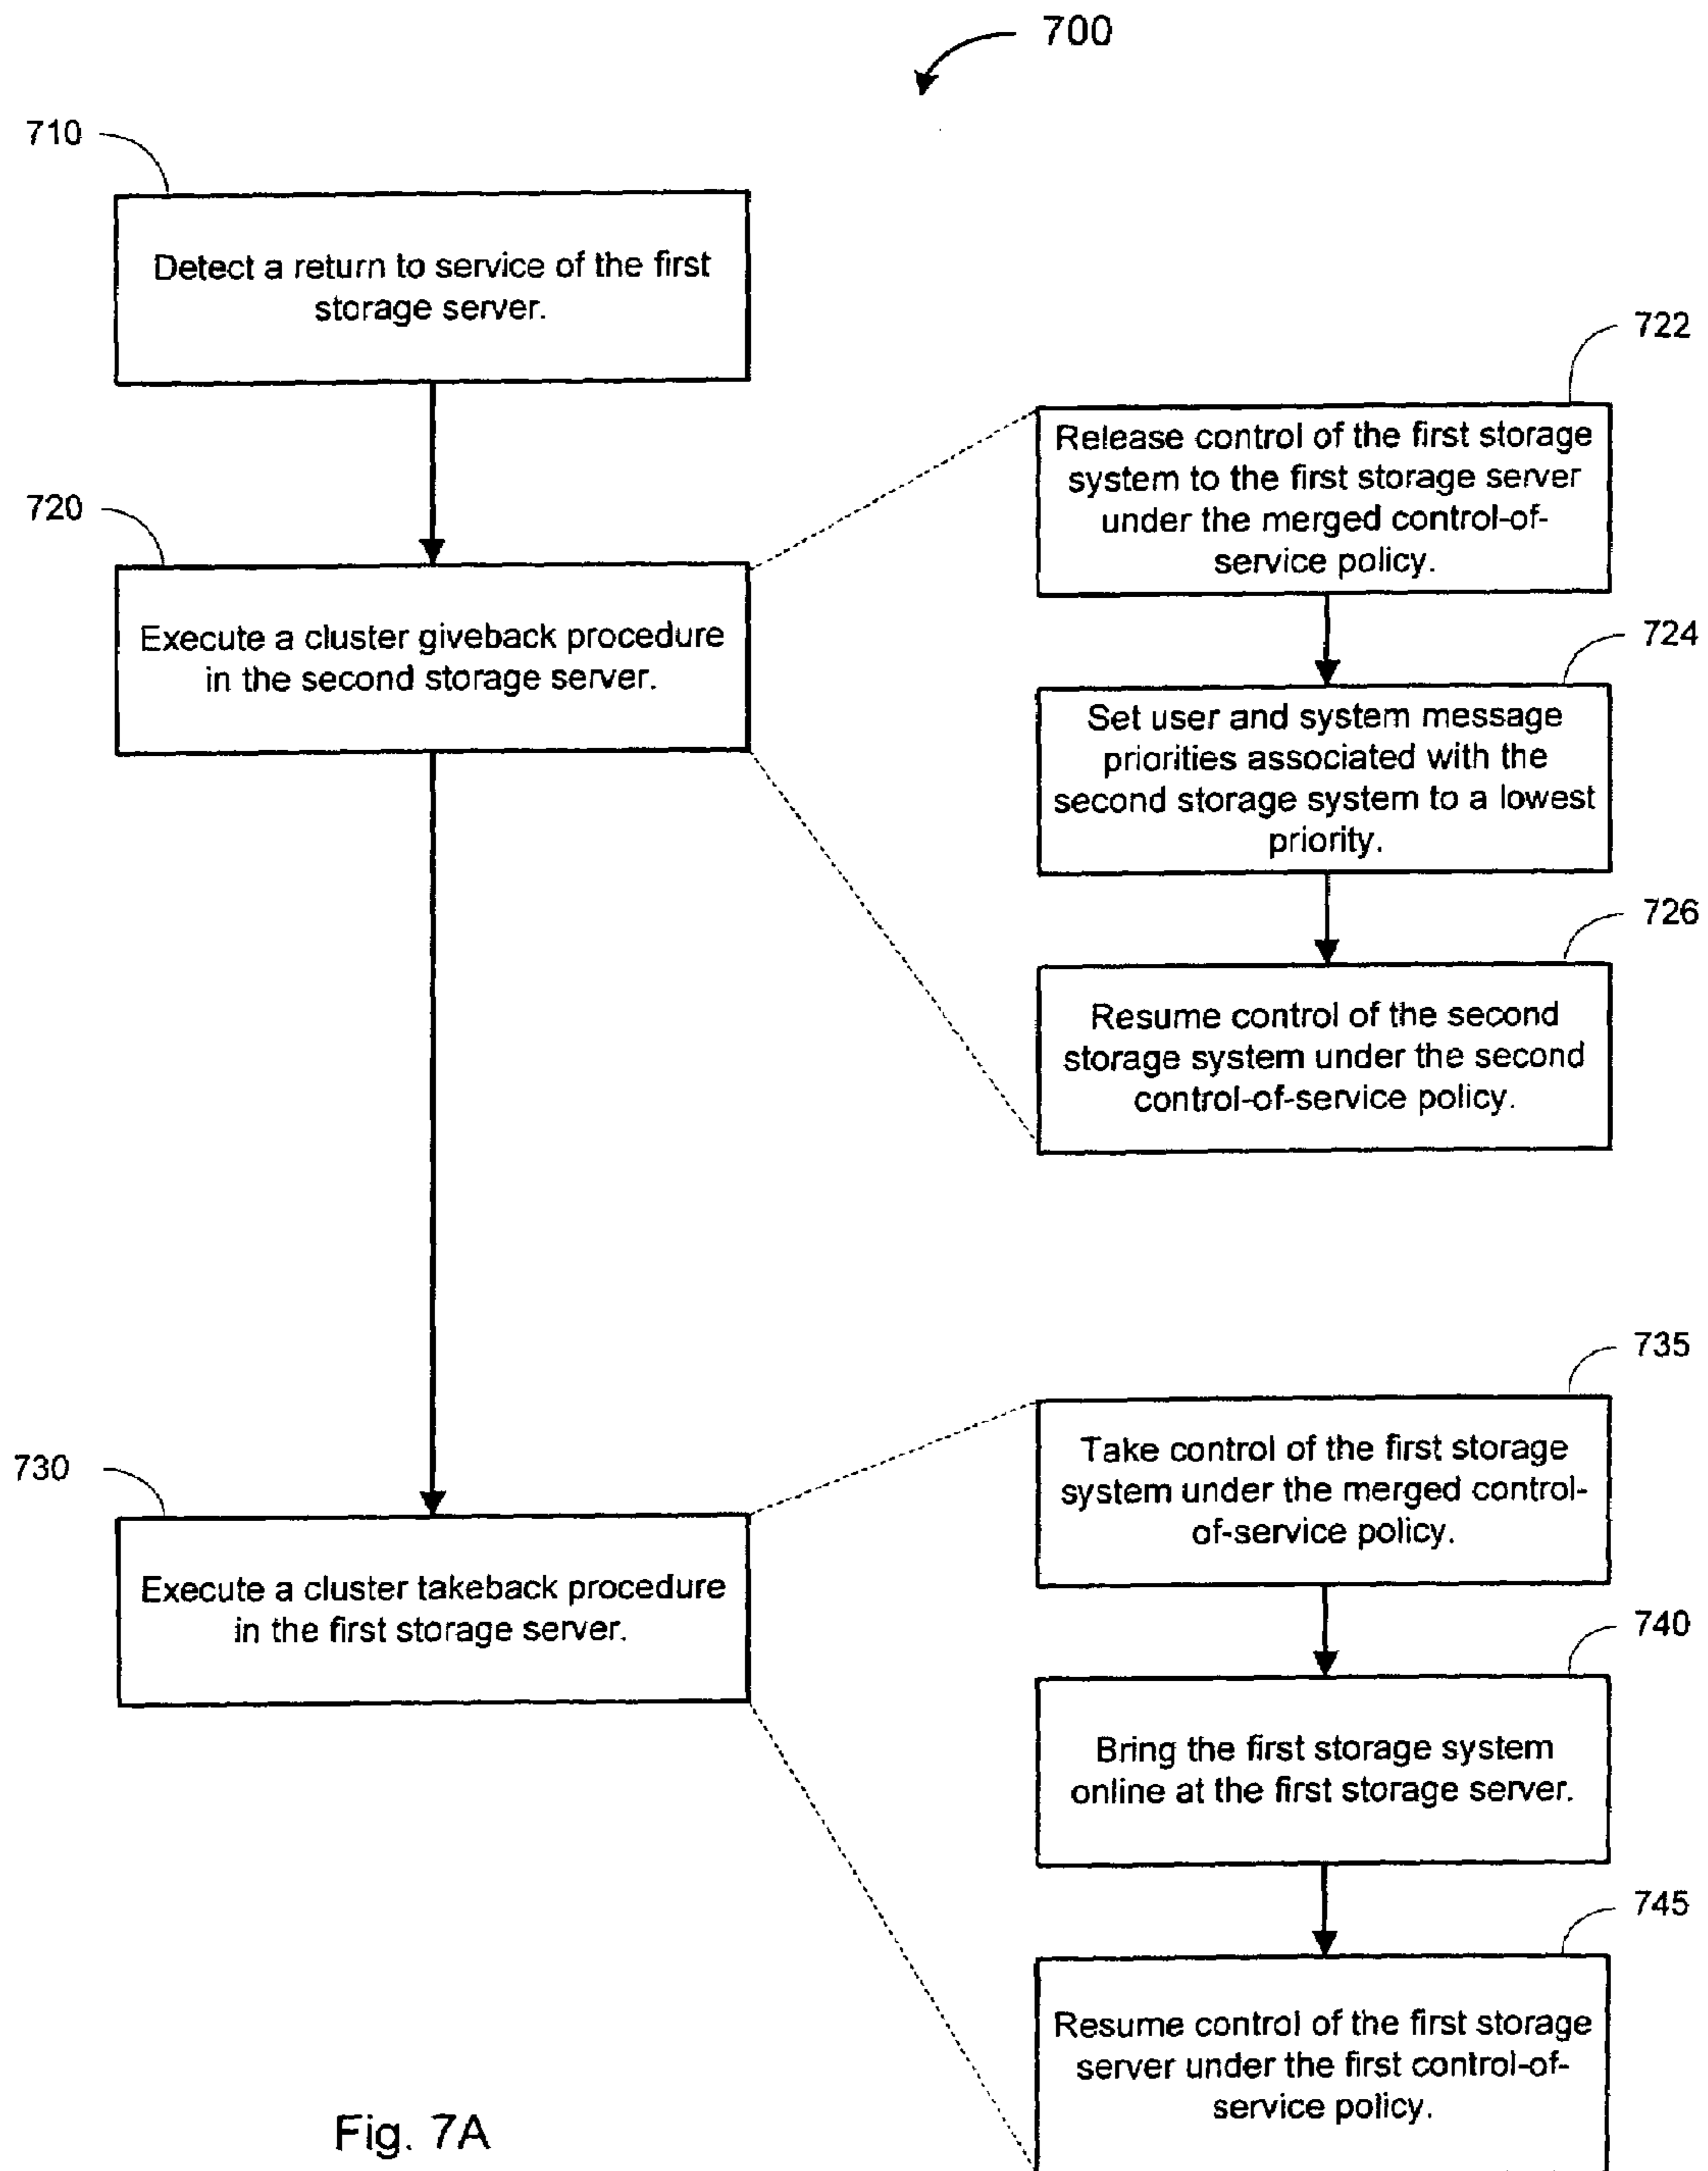 700
710
Detect a return to service of the first
storage server.
720
Execute a cluster giveback procedure
in the second storage server.
722
Release control of the first storage
system to the first storage server
under the merged control-of-
service policy.
724
Set user and system message
priorities associated with the
second storage system to a lowest
priority.
726
Resume control of the second
storage system under the second
control-of-service policy.
730
Execute a cluster takeback procedure
in the first storage server.
735
Take control of the first storage
system under the merged control-
of-service policy.
740
Bring the first storage system
online at the first storage server.
745
Resume control of the first storage
server under the first control-of-
service policy.
Fig. 7A